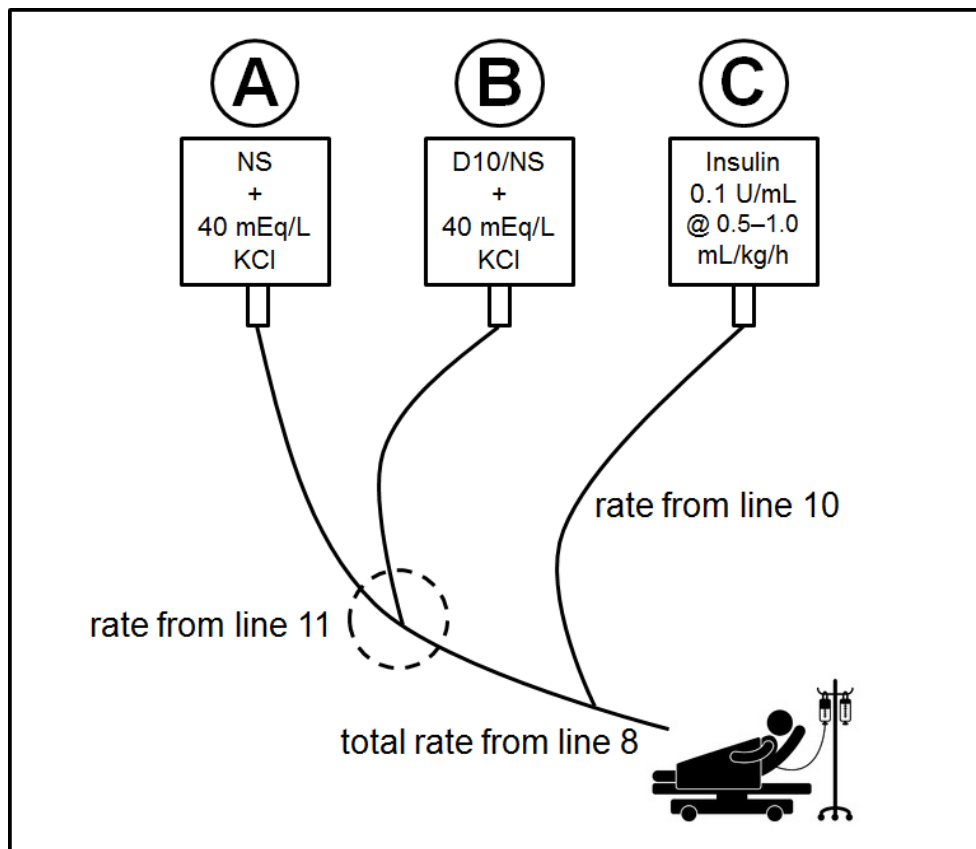 A
B
C
NS
+
40 mEq/L
KCl
D10/NS
+
40 mEq/L
KCl
Insulin
0.1 U/mL
@ 0.5–1.0
mL/kg/h
rate from line 10
rate from line 11
total rate from line 8